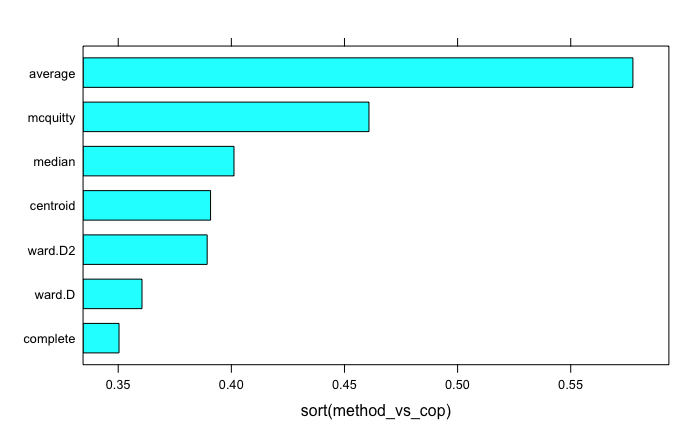 average
mcquitty
median
centroid
ward.D2
ward.D
complete
0.35 0.40 0.45 0.50 0.55
sort(method_vs_cop)